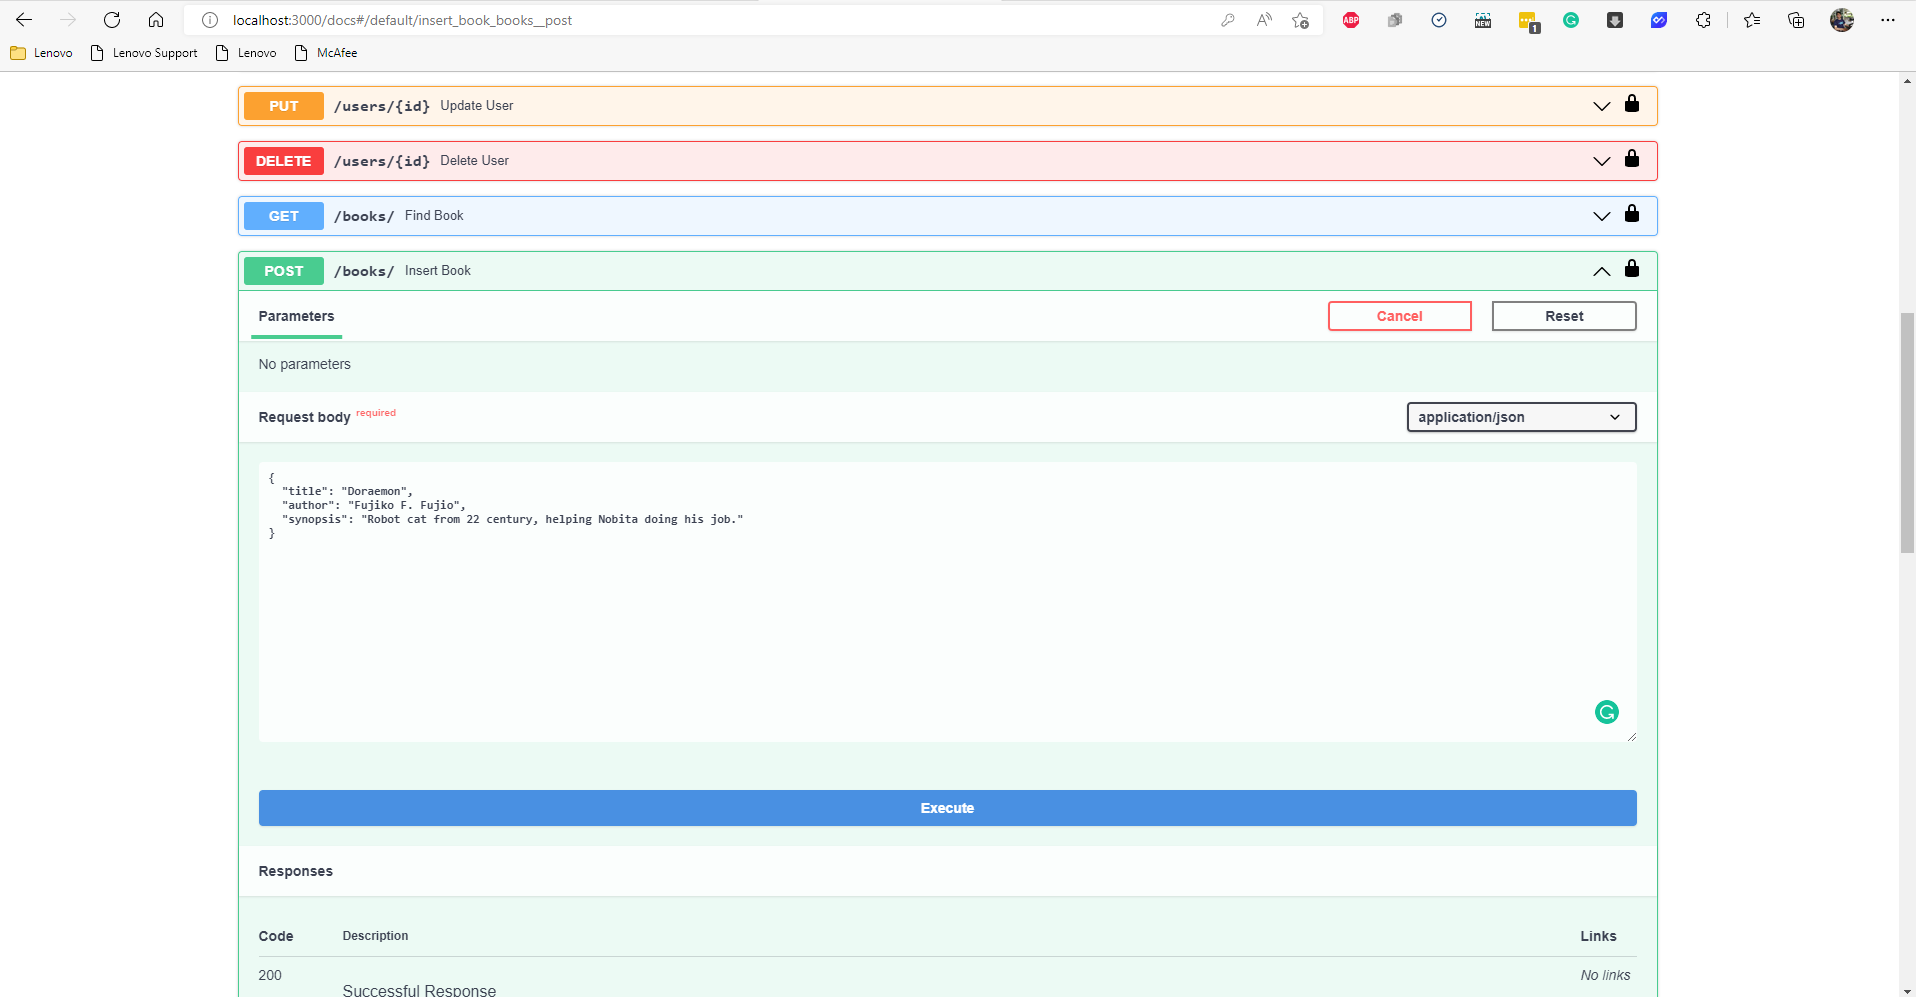 localhost:3000/docs#/default/insert_book_books__post
ABP
NEW
1
Lenovo
Lenovo Support
Lenovo
McAfee
PUT /users/{id} Update User
DELETE /users/{id} Delete User
GET /books/ Find Book
POST /books/ Insert Book
Parameters Cancel Reset
No parameters
Request body required application/json
{
"title": "Doraemon",
"author": "Fujiko F. Fujio",
"synopsis": "Robot cat from 22 century, helping Nobita doing his job."
}
Execute
Responses
Code Description Links
200 No links
Successful Response